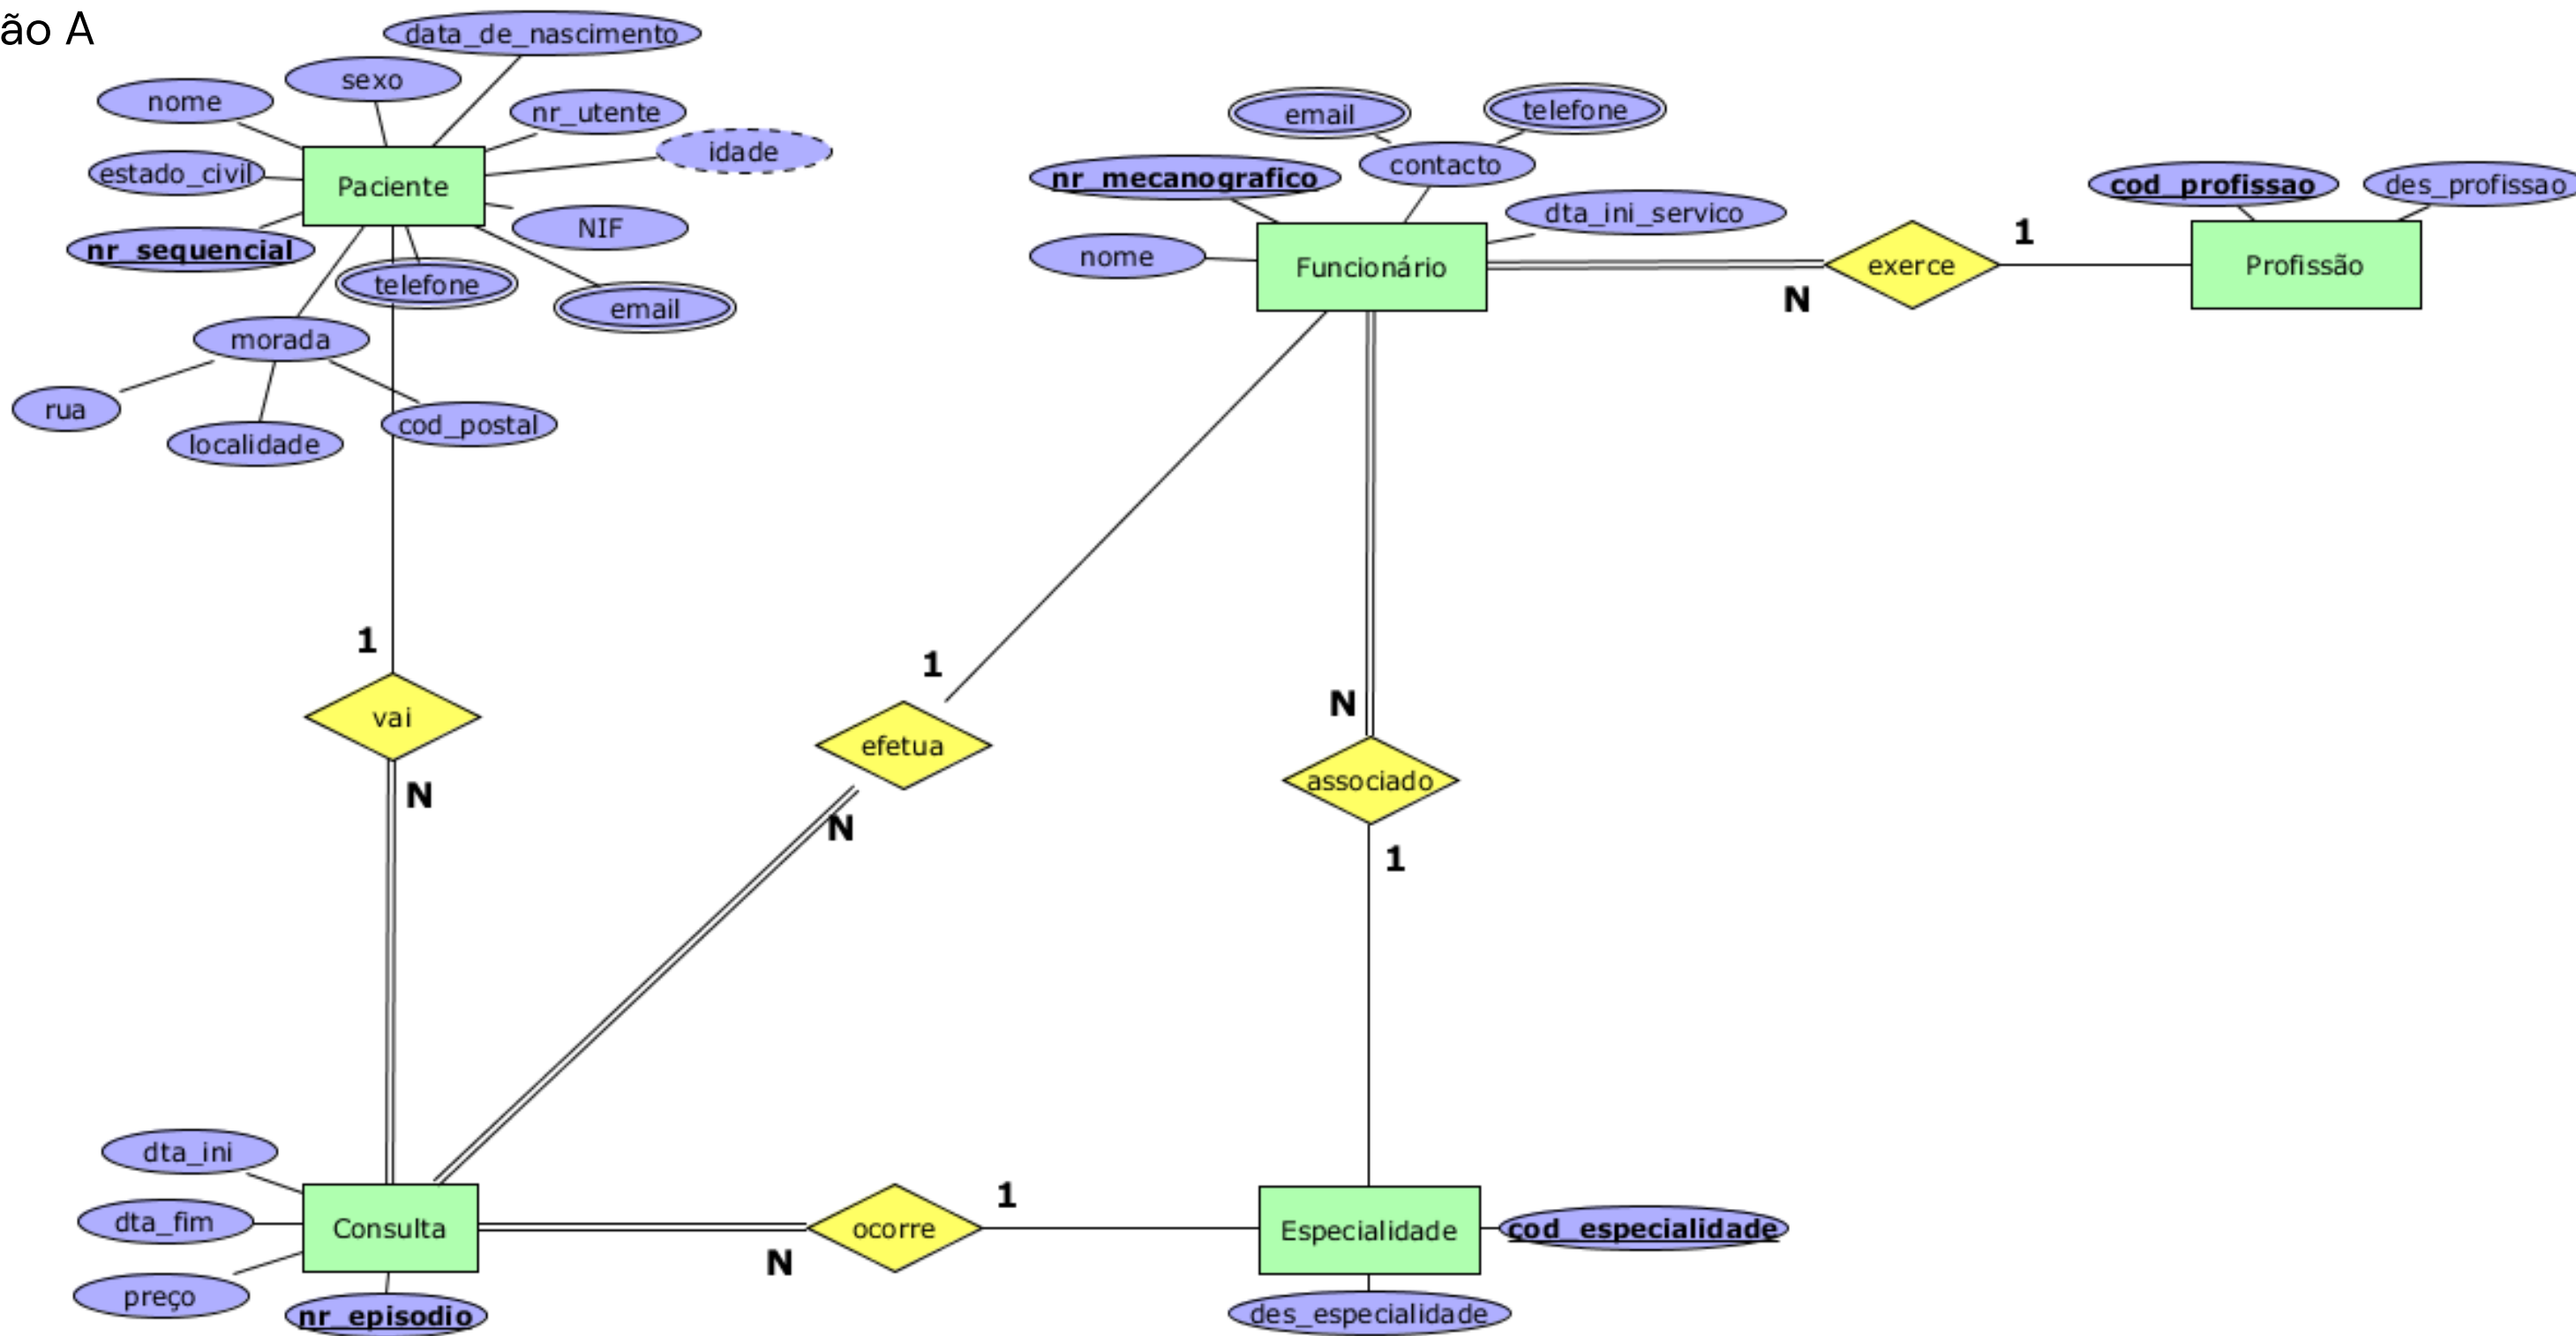 ão A
data_de_nascimento
sexo
nome
nr_utente
idade
estado_civil
Paciente
NIF
nr_sequencial
telefone
email
morada
rua
localidade
cod_postal
email
telefone
contacto
nr_mecanografico
dta_ini_servico
nome
Funcionário
N
exerce
1
cod_profissao
des_profissao
Profissão
1
vai
N
1
efetua
N
N
associado
1
dta_ini
dta_fim
Consulta
preço
nr_episodio
N
ocorre
1
Especialidade
cod_especialidade
des_especialidade